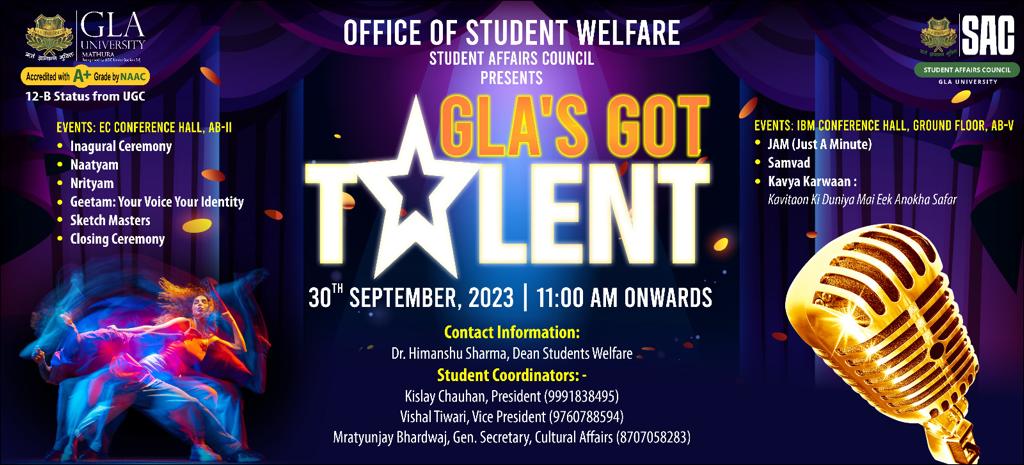 GLA
UNIVERSITY
MATHURA
Accredited with A+ Grade by NAAC
12-B Status from UGC
OFFICE OF STUDENT WELFARE
STUDENT AFFAIRS COUNCIL
PRESENTS
GLA'S GOT
TALENT
30TH SEPTEMBER, 2023 | 11:00 AM ONWARDS
SAC
STUDENT AFFAIRS COUNCIL
GLA UNIVERSITY
EVENTS: EC CONFERENCE HALL, AB-II
• Inagural Ceremony
• Naatyam
• Nrityam
• Geetam: Your Voice Your Identity
• Sketch Masters
• Closing Ceremony
EVENTS: IBM CONFERENCE HALL, GROUND FLOOR, AB-V
• JAM (Just A Minute)
• Samvad
• Kavya Karwaan :
Kavitaon Ki Duniya Mai Eek Anokha Safar
Contact Information:
Dr. Himanshu Sharma, Dean Students Welfare
Student Coordinators: -
Kislay Chauhan, President (9991838495)
Vishal Tiwari, Vice President (9760788594)
Mratyunjay Bhardwaj, Gen. Secretary, Cultural Affairs (8707058283)